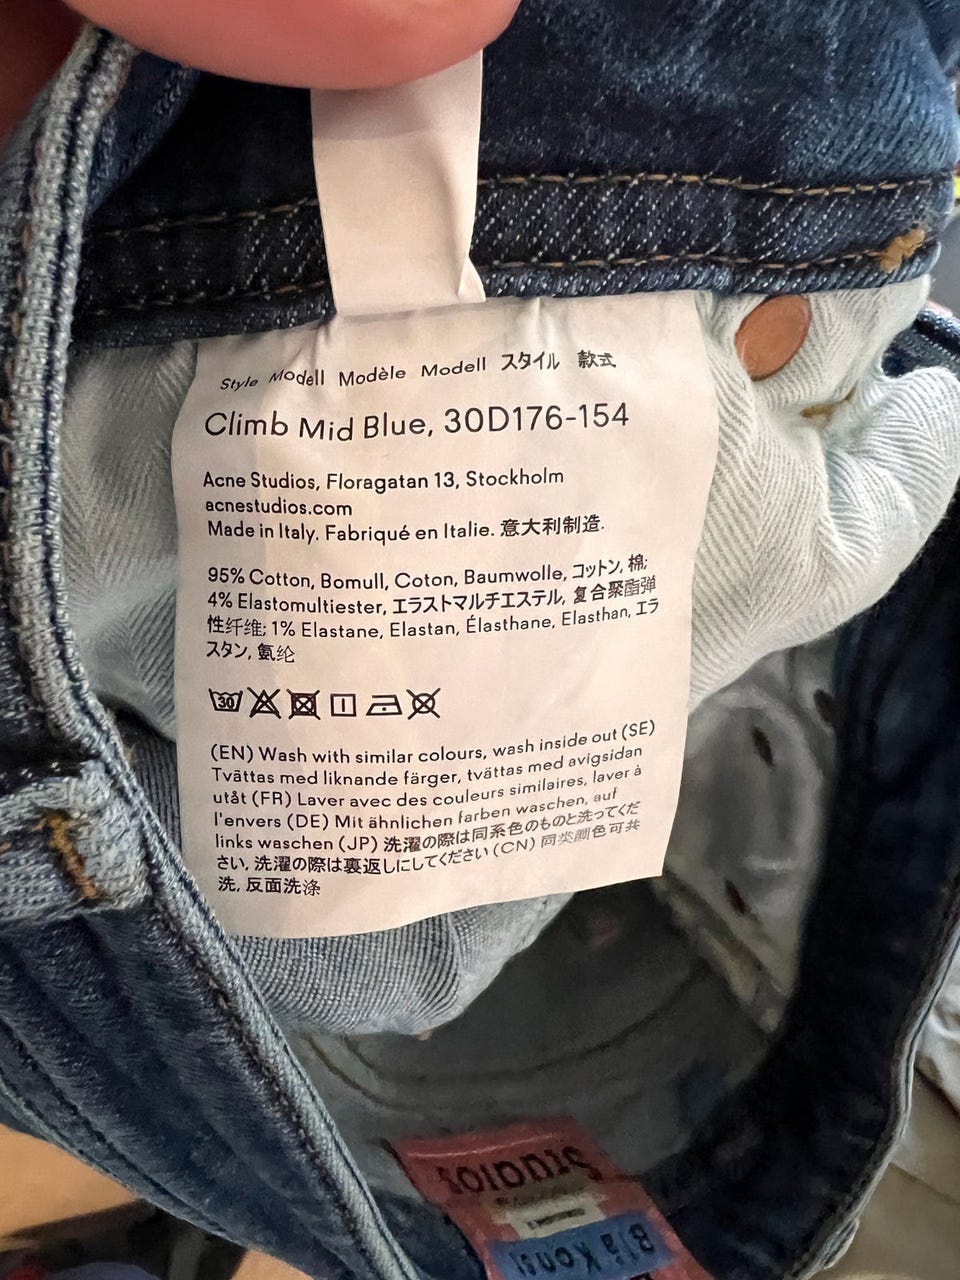 Style Modell Modèle Modell スタイル 款式
Climb Mid Blue, 30D176-154
Acne Studios, Floragatan 13, Stockholm
acnestudios.com
Made in Italy. Fabriqué en Italie. 意大利制造.
95% Cotton, Bomull, Coton, Baumwolle, コットン, 棉;
4% Elastomultiester, エラストマルチエステル, 复合聚酯弹
性纤维; 1% Elastane, Elastan, Élasthane, Elasthan, エラ
スタン, 氨纶
30
(EN) Wash with similar colours, wash inside out (SE)
Tvättas med liknande färger, tvättas med avigsidan
utåt (FR) Laver avec des couleurs similaires, laver à
l'envers (DE) Mit ähnlichen farben waschen, auf
links waschen (JP) 洗濯の際は同系色のものと洗ってくだ
さい, 洗濯の際は裏返しにしてください (CN) 同类颜色可共
洗, 反面洗涤
Studios
Blå Konst